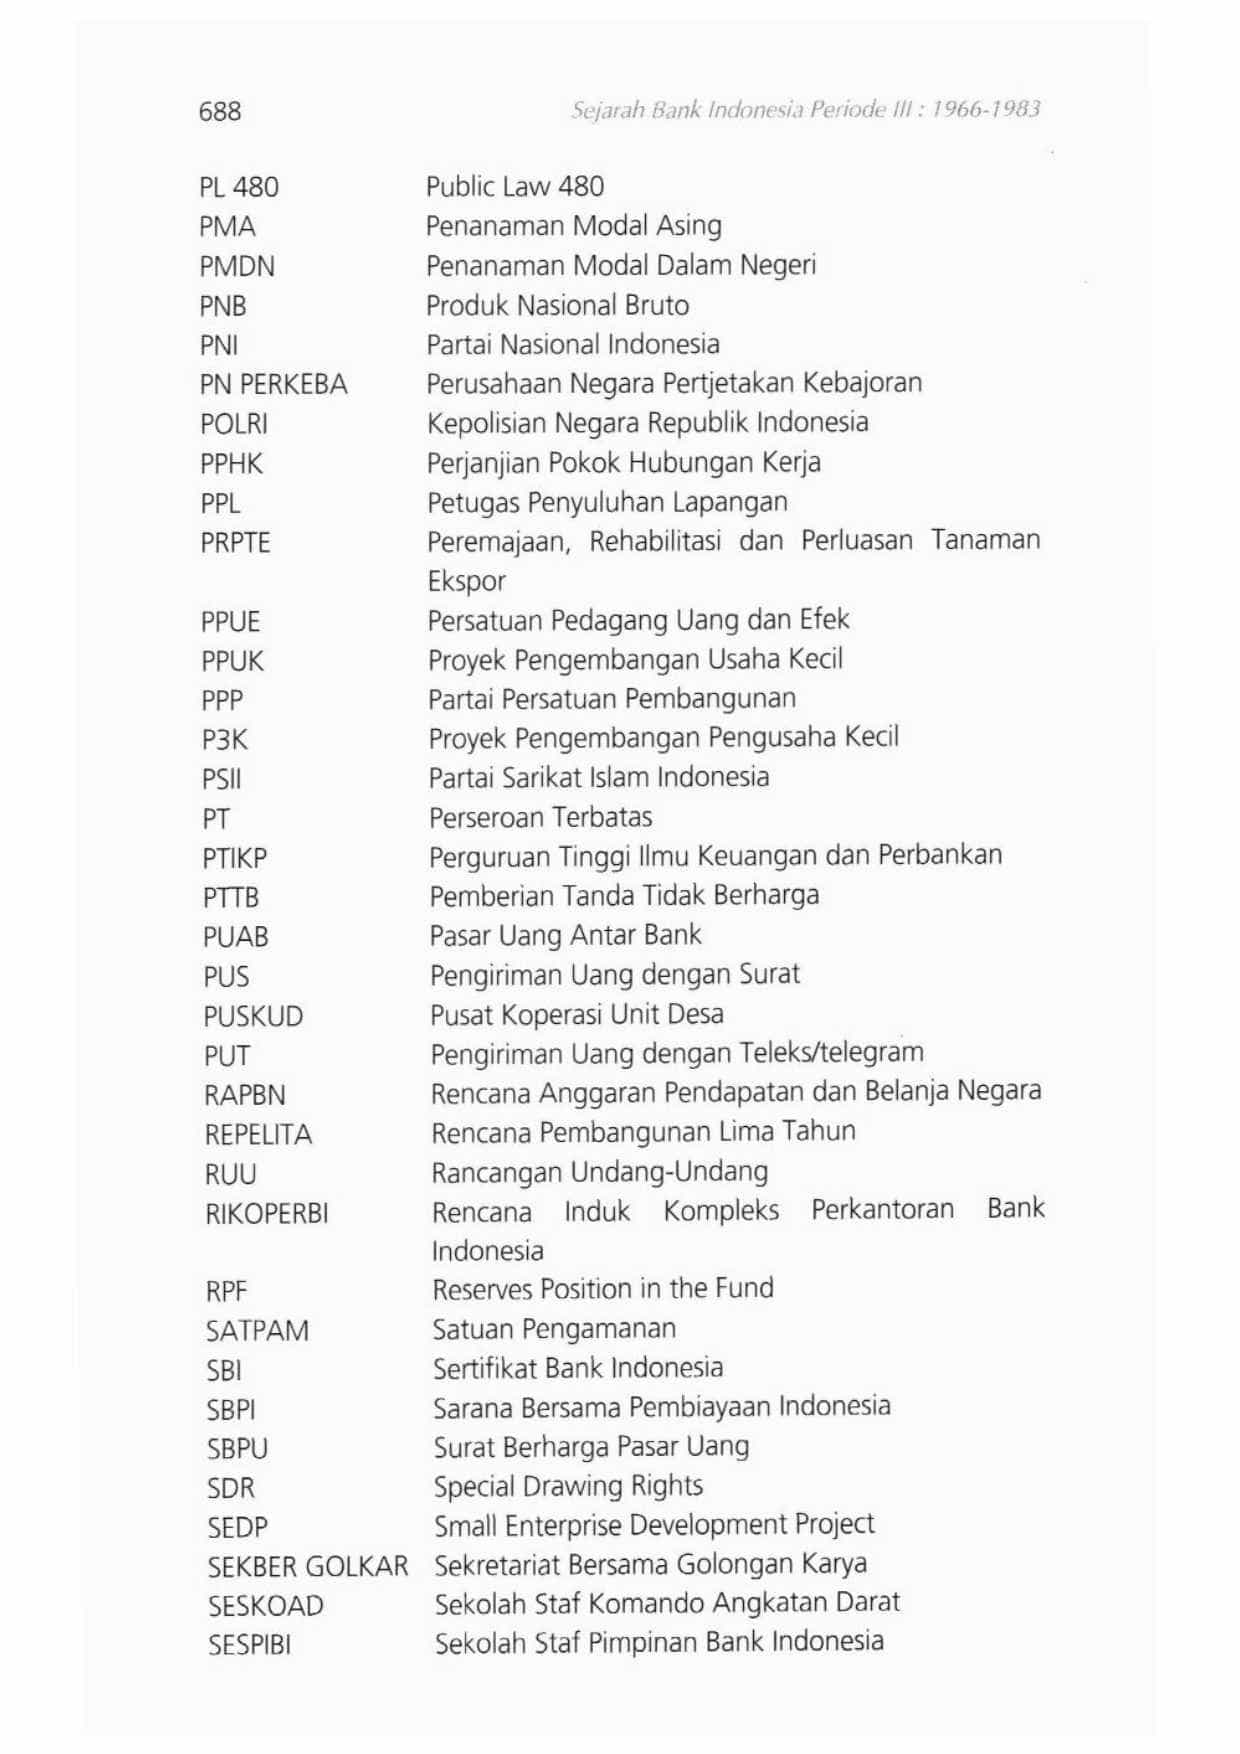 688 Sejarah Bank Indonesia Periode III : 1966-1983
PL 480 Public Law 480
PMA Penanaman Modal Asing
PMDN Penanaman Modal Dalam Negeri
PNB Produk Nasional Bruto
PNI Partai Nasional Indonesia
PN PERKEBA Perusahaan Negara Pertjetakan Kebajoran
POLRI Kepolisian Negara Republik Indonesia
PPHK Perjanjian Pokok Hubungan Kerja
PPL Petugas Penyuluhan Lapangan
PRPTE Peremajaan, Rehabilitasi dan Perluasan Tanaman
Ekspor
PPUE Persatuan Pedagang Uang dan Efek
PPUK Proyek Pengembangan Usaha Kecil
PPP Partai Persatuan Pembangunan
P3K Proyek Pengembangan Pengusaha Kecil
PSII Partai Sarikat Islam Indonesia
PT Perseroan Terbatas
PTIKP Perguruan Tinggi Ilmu Keuangan dan Perbankan
PTTB Pemberian Tanda Tidak Berharga
PUAB Pasar Uang Antar Bank
PUS Pengiriman Uang dengan Surat
PUSKUD Pusat Koperasi Unit Desa
PUT Pengiriman Uang dengan Teleks/telegram
RAPBN Rencana Anggaran Pendapatan dan Belanja Negara
REPELITA Rencana Pembangunan Lima Tahun
RUU Rancangan Undang-Undang
RIKOPERBI Rencana Induk Kompleks Perkantoran Bank
Indonesia
RPF Reserves Position in the Fund
SATPAM Satuan Pengamanan
SBI Sertifikat Bank Indonesia
SBPI Sarana Bersama Pembiayaan Indonesia
SBPU Surat Berharga Pasar Uang
SDR Special Drawing Rights
SEDP Small Enterprise Development Project
SEKBER GOLKAR Sekretariat Bersama Golongan Karya
SESKOAD Sekolah Staf Komando Angkatan Darat
SESPIBI Sekolah Staf Pimpinan Bank Indonesia